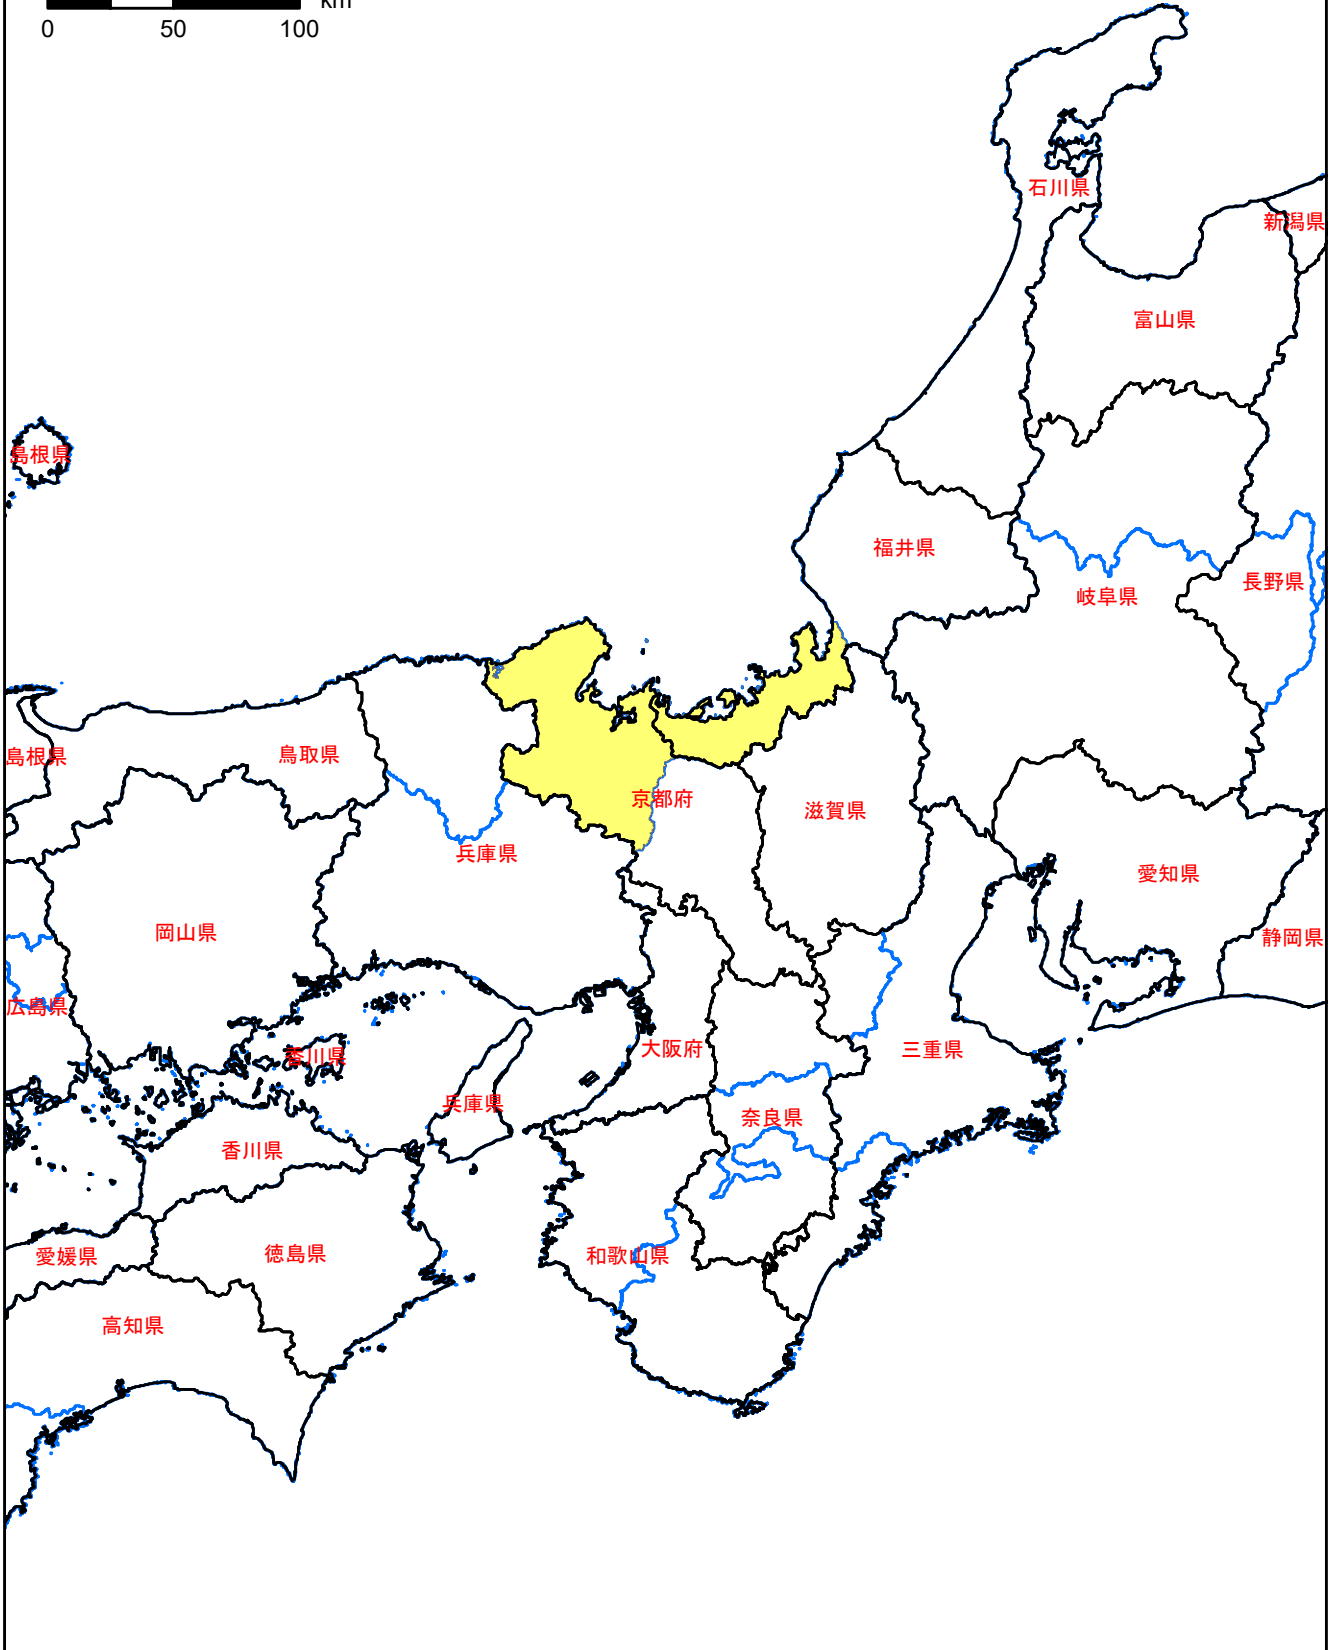 km
0 50 100
石川県
新潟県
富山県
島根県
福井県
長野県
岐阜県
島根県
鳥取県
京都府
滋賀県
兵庫県
愛知県
岡山県
静岡県
広島県
大阪府
三重県
香川県
兵庫県
奈良県
香川県
愛媛県
徳島県
和歌山県
高知県